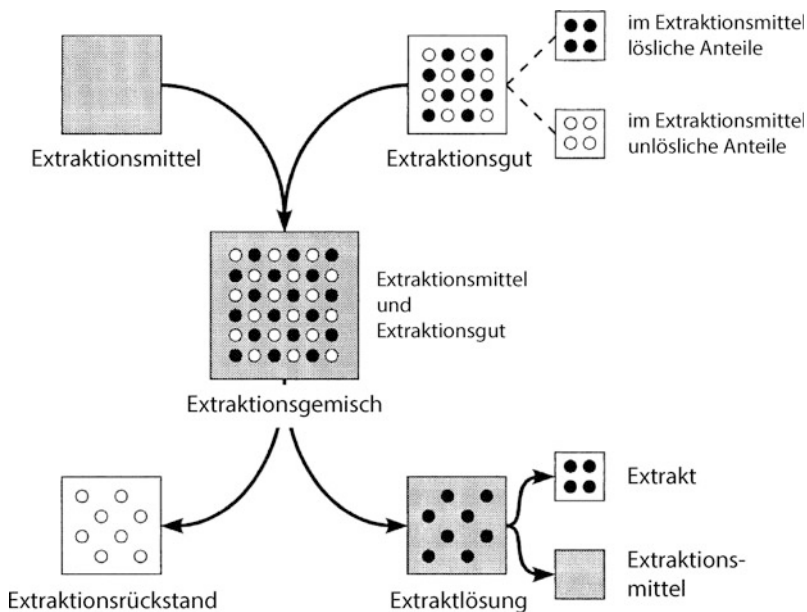 im Extraktionsmittel
lösliche Anteile
im Extraktionsmittel
unlösliche Anteile
Extraktionsmittel
Extraktionsgut
Extraktionsmittel
und
Extraktionsgut
Extraktionsgemisch
Extrakt
Extraktions-
mittel
Extraktionsrückstand
Extraktlösung